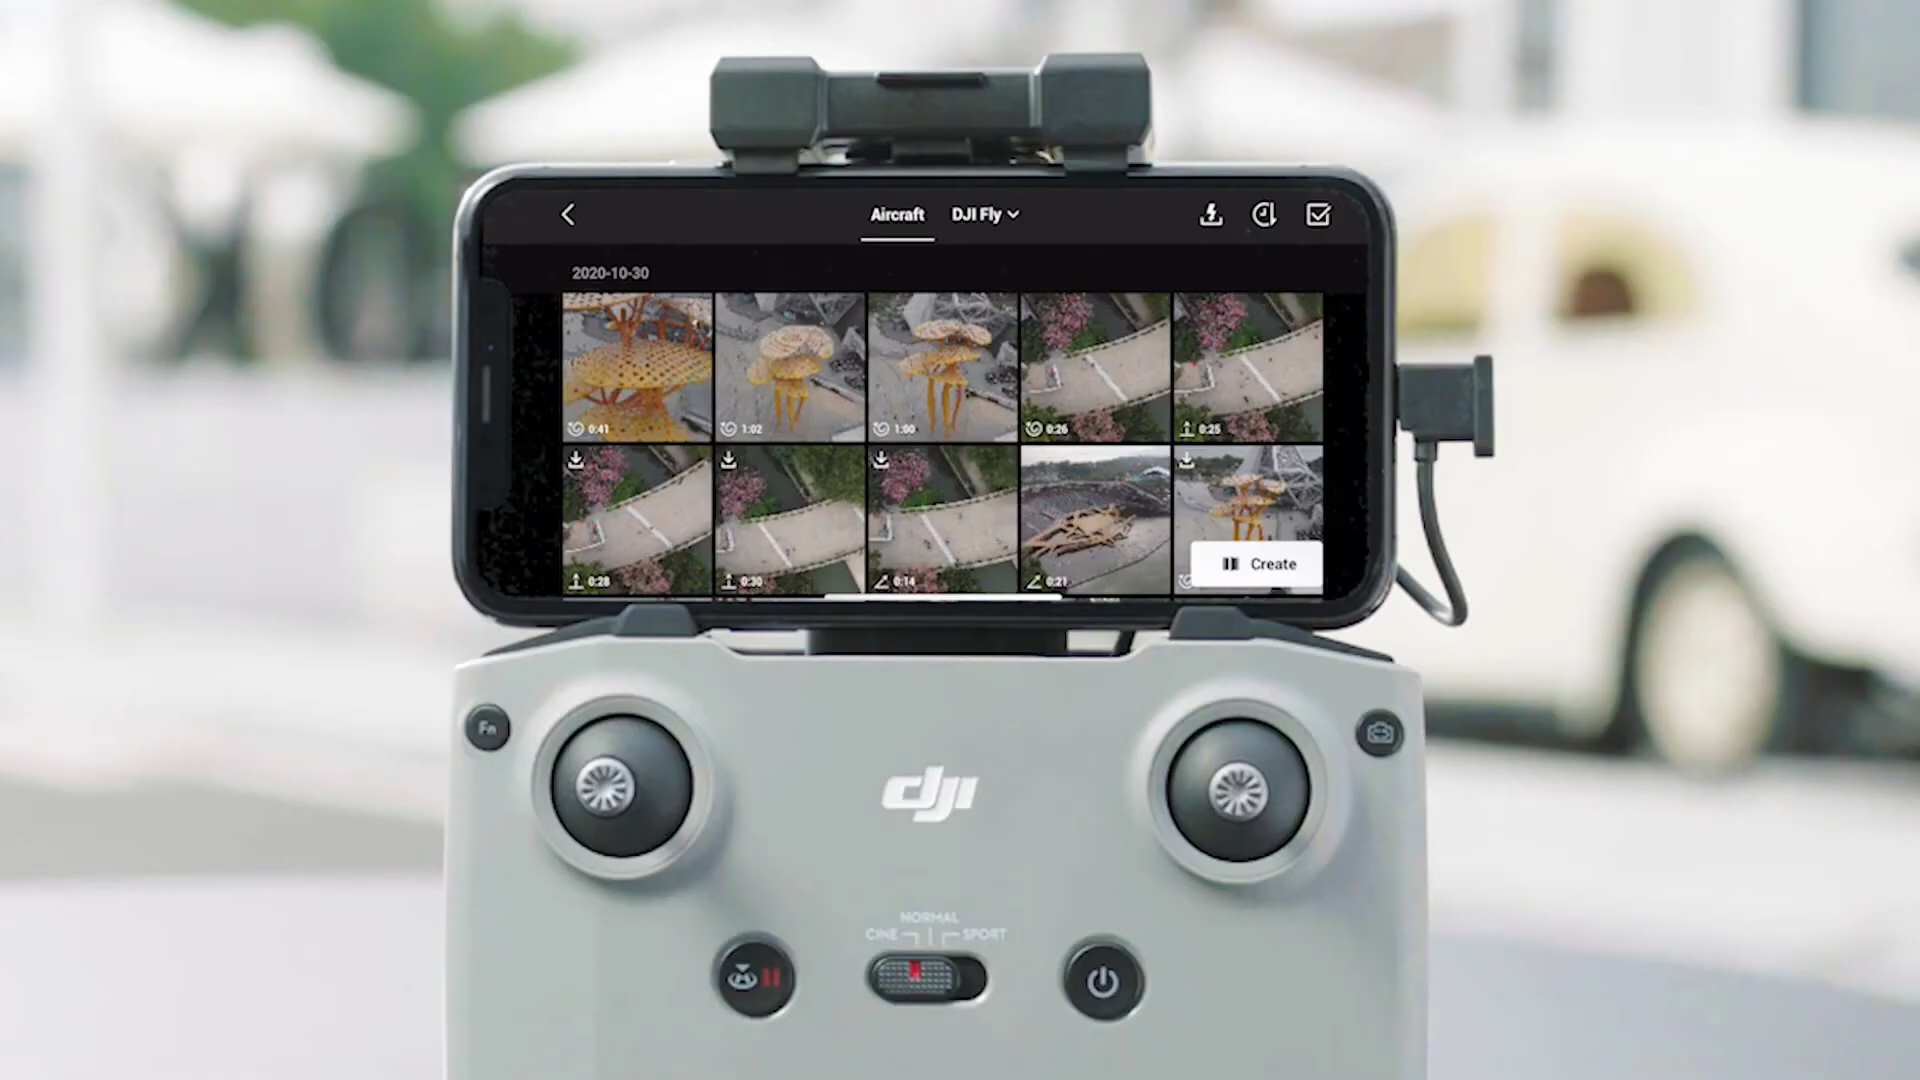 Aircraft DJI Fly
2020-10-30
0:41 1:02 1:00 0:26 0:25
0:28 0:30 0:14 0:21
Create
Fn
dji
NORMAL
CINE SPORT